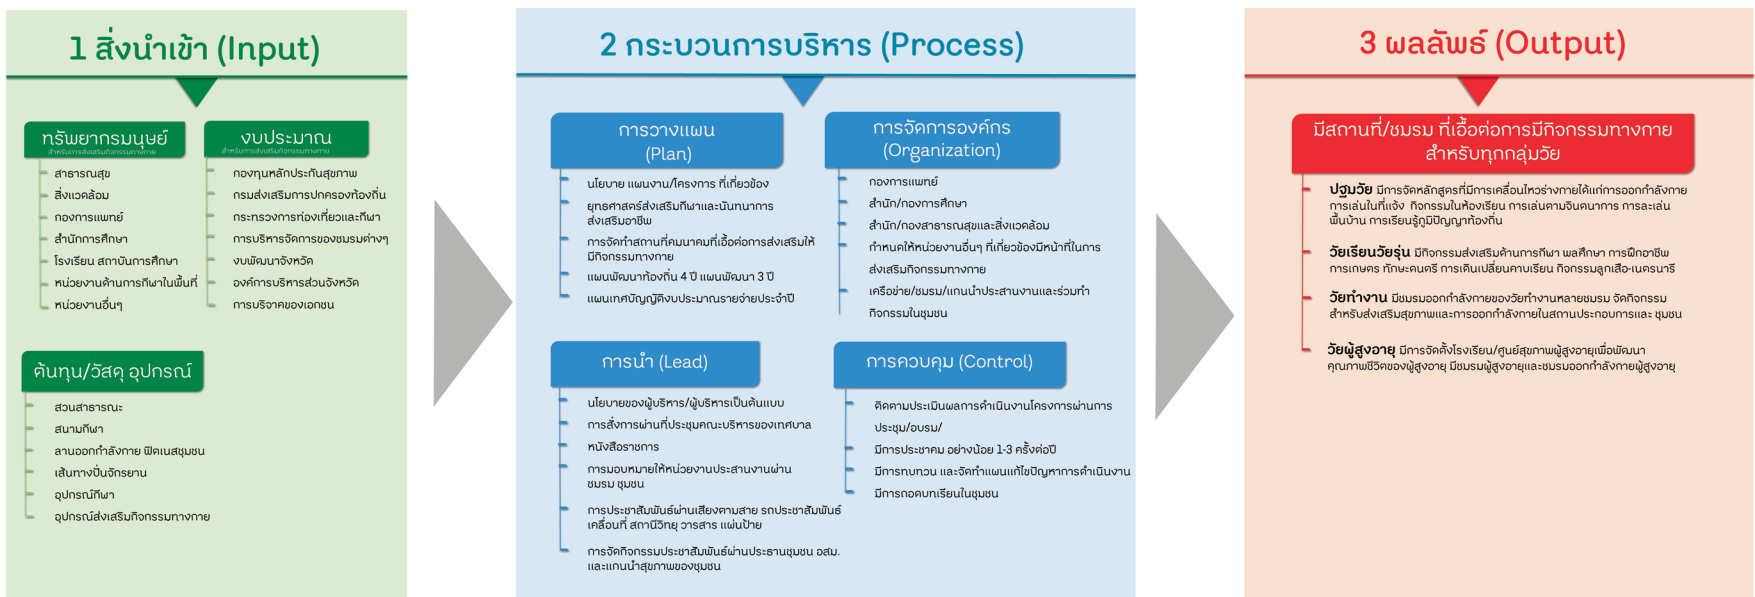 1 สิ่งนำเข้า (Input)
ทรัพยากรมนุษย์
สำหรับการส่งเสริมกิจกรรมทางกาย
สาธารณสุข
สิ่งแวดล้อม
กองการแพทย์
สำนักการศึกษา
โรงเรียน สถาบันการศึกษา
หน่วยงานด้านการกีฬาในพื้นที่
หน่วยงานอื่นๆ
งบประมาณ
สำหรับการส่งเสริมกิจกรรมทางกาย
กองทุนหลักประกันสุขภาพ
กรมส่งเสริมการปกครองท้องถิ่น
กระทรวงการท่องเที่ยวและกีฬา
การบริหารจัดการของชมรมต่างๆ
งบพัฒนาจังหวัด
องค์การบริหารส่วนจังหวัด
การบริจาคของเอกชน
ต้นทุน/วัสดุ อุปกรณ์
สวนสาธารณะ
สนามกีฬา
ลานออกกำลังกาย ฟิตเนสชุมชน
เส้นทางปั่นจักรยาน
อุปกรณ์กีฬา
อุปกรณ์ส่งเสริมกิจกรรมทางกาย
2 กระบวนการบริหาร (Process)
การวางแผน
(Plan)
นโยบาย แผนงาน/โครงการ ที่เกี่ยวข้อง
ยุทธศาสตร์ส่งเสริมกีฬาและนันทนาการ
ส่งเสริมอาชีพ
การจัดทำสถานที่คมนาคมที่เอื้อต่อการส่งเสริมให้
มีกิจกรรมทางกาย
แผนพัฒนาท้องถิ่น 4 ปี แผนพัฒนา 3 ปี
แผนเทศบัญญัติงบประมาณรายจ่ายประจำปี
การจัดการองค์กร
(Organization)
กองการแพทย์
สำนัก/กองการศึกษา
สำนัก/กองสาธารณสุขและสิ่งแวดล้อม
กำหนดให้หน่วยงานอื่นๆ ที่เกี่ยวข้องมีหน้าที่ในการ
ส่งเสริมกิจกรรมทางกาย
เครือข่าย/ชมรม/แกนนำประสานงานและร่วมทำ
กิจกรรมในชุมชน
การนำ (Lead)
นโยบายของผู้บริหาร/ผู้บริหารเป็นต้นแบบ
การสั่งการผ่านที่ประชุมคณะบริหารของเทศบาล
หนังสือราชการ
การมอบหมายให้หน่วยงานประสานงานผ่าน
ชมรม ชุมชน
การประชาสัมพันธ์ผ่านเสียงตามสาย รถประชาสัมพันธ์
เคลื่อนที่ สถานีวิทยุ วารสาร แผ่นป้าย
การจัดกิจกรรมประชาสัมพันธ์ผ่านประธานชุมชน อสม.
และแกนนำสุขภาพของชุมชน
การควบคุม (Control)
ติดตามประเมินผลการดำเนินงานโครงการผ่านการ
ประชุม/อบรม/
มีการประชาคม อย่างน้อย 1-3 ครั้งต่อปี
มีการทบทวน และจัดทำแผนแก้ไขปัญหาการดำเนินงาน
มีการถอดบทเรียนในชุมชน
3 ผลลัพธ์ (Output)
มีสถานที่/ชมรม ที่เอื้อต่อการมีกิจกรรมทางกาย
สำหรับทุกกลุ่มวัย
ปฐมวัย มีการจัดหลักสูตรที่มีการเคลื่อนไหวร่างกายได้แก่การออกกำลังกาย
การเล่นในที่แจ้ง กิจกรรมในห้องเรียน การเล่นตามจินตนาการ การละเล่น
พื้นบ้าน การเรียนรู้ภูมิปัญญาท้องถิ่น
วัยเรียนวัยรุ่น มีกิจกรรมส่งเสริมด้านการกีฬา พลศึกษา การฝึกอาชีพ
การเกษตร ทักษะดนตรี การเดินเปลี่ยนคาบเรียน กิจกรรมลูกเสือ-เนตรนารี
วัยทำงาน มีชมรมออกกำลังกายของวัยทำงานหลายชมรม จัดกิจกรรม
สำหรับส่งเสริมสุขภาพและการออกกำลังกายในสถานประกอบการและ ชุมชน
วัยผู้สูงอายุ มีการจัดตั้งโรงเรียน/ศูนย์สุขภาพผู้สูงอายุเพื่อพัฒนา
คุณภาพชีวิตของผู้สูงอายุ มีชมรมผู้สูงอายุและชมรมออกกำลังกายผู้สูงอายุ